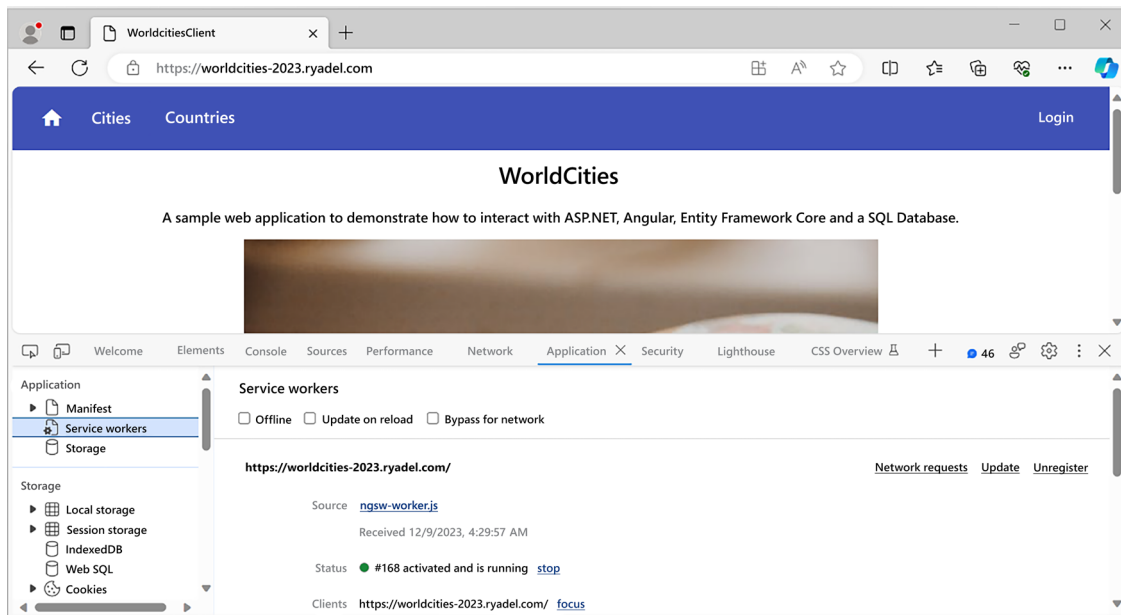 WorldcitiesClient
https://worldcities-2023.ryadel.com
Cities Countries Login
WorldCities
A sample web application to demonstrate how to interact with ASP.NET, Angular, Entity Framework Core and a SQL Database.
Welcome Elements Console Sources Performance Network Application Security Lighthouse CSS Overview 46
Application
Manifest
Service workers
Storage
Storage
Local storage
Session storage
IndexedDB
Web SQL
Cookies
Service workers
Offline Update on reload Bypass for network
https://worldcities-2023.ryadel.com/ Network requests Update Unregister
Source ngsw-worker.js
Received 12/9/2023, 4:29:57 AM
Status #168 activated and is running stop
Clients https://worldcities-2023.ryadel.com/ focus